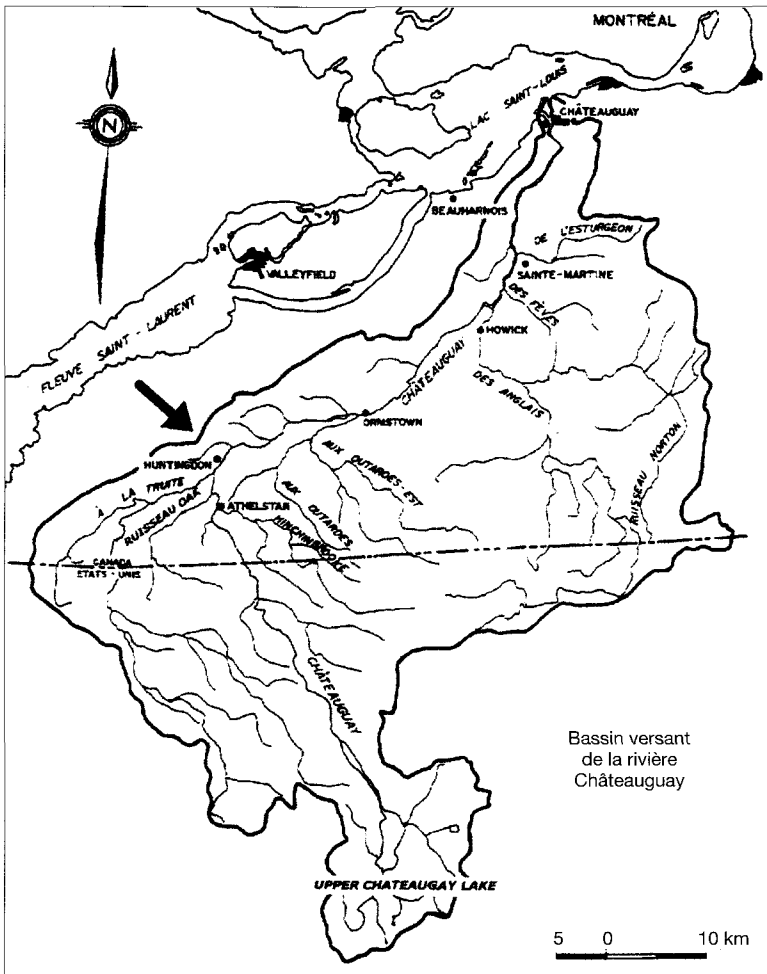 MONTRÉAL
LAC SAINT-LOUIS
CHÂTEAUGUAY
N
BEAUHARNOIS
DE L'ESTURGEON
VALLEYFIELD
SAINTE-MARTINE
DES FÈVES
FLEUVE SAINT-LAURENT
HOWICK
CHÂTEAUGUAY
DES ANGLAIS
ORMSTOWN
RUISSEAU NORTON
HUNTINGDON
AUX OUTARDES-EST
À LA TRUITE
RUISSEAU OAK
ATHELSTAN
AUX OUTARDES
HINCHINBROOKE
CANADA
ÉTATS-UNIS
CHÂTEAUGUAY
Bassin versant
de la rivière
Châteauguay
UPPER CHATEAUGAY LAKE
5 0 10 km